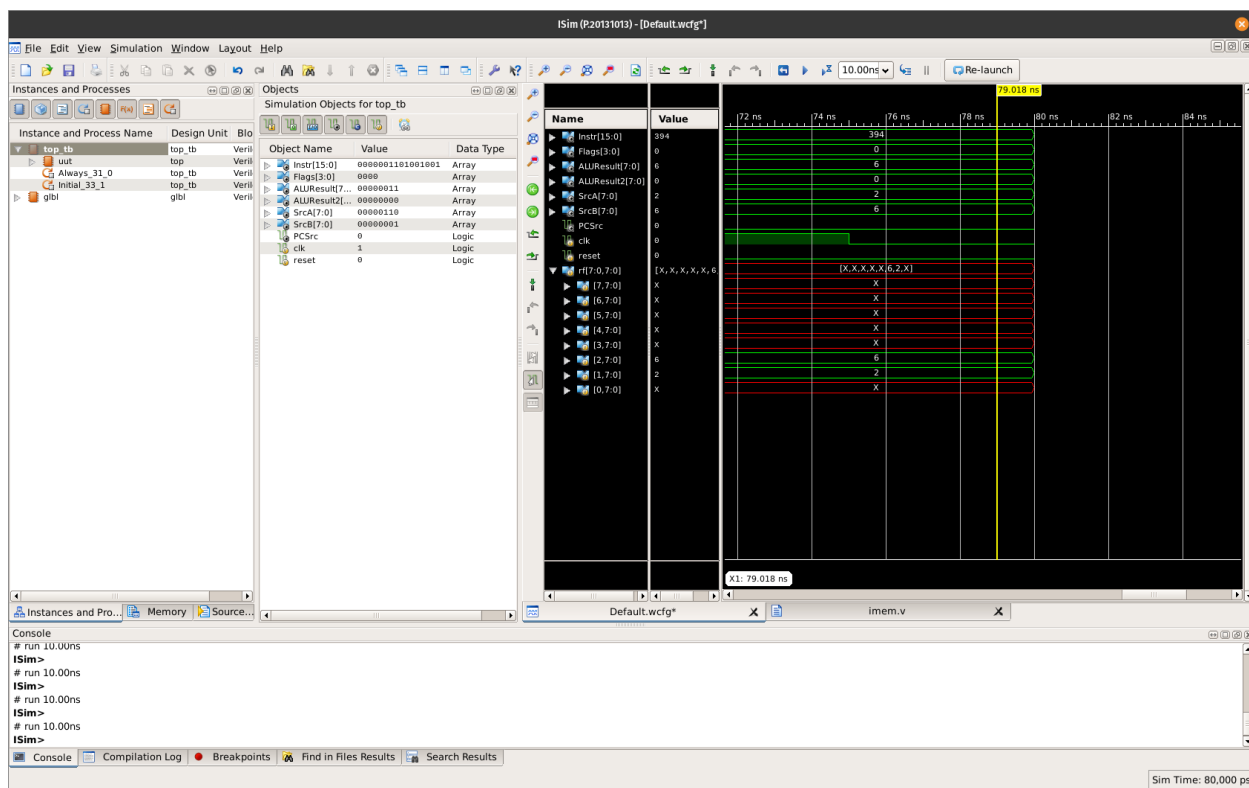 ISim (P.20131013) - [Default.wcfg*]
File Edit View Simulation Window Layout Help
10.00ns Re-launch
Instances and Processes
Instance and Process Name Design Unit Blo
top_tb top_tb Veril
uut top Veril
Always_31_0 top_tb Veril
Initial_33_1 top_tb Veril
glbl glbl Veril
Instances and Pro... Memory Source...
Objects
Simulation Objects for top_tb
Object Name Value Data Type
Instr[15:0] 0000001101001001 Array
Flags[3:0] 0000 Array
ALUResult[7... 00000011 Array
ALUResult2[... 00000000 Array
SrcA[7:0] 00000110 Array
SrcB[7:0] 00000001 Array
PCSrc 0 Logic
clk 1 Logic
reset 0 Logic
79.018 ns
Name Value
72 ns 74 ns 76 ns 78 ns 80 ns 82 ns 84 ns
Instr[15:0] 394 394
Flags[3:0] 0 0
ALUResult[7:0] 6 6
ALUResult2[7:0] 0 0
SrcA[7:0] 2 2
SrcB[7:0] 6 6
PCSrc 0
clk 0
reset 0
rf[7:0,7:0] [X,X,X,X,X,6, [X,X,X,X,X,6,2,X]
[7,7:0] X X
[6,7:0] X X
[5,7:0] X X
[4,7:0] X X
[3,7:0] X X
[2,7:0] 6 6
[1,7:0] 2 2
[0,7:0] X X
X1: 79.018 ns
Default.wcfg* imem.v
Console
# run 10.00ns
ISim>
# run 10.00ns
ISim>
# run 10.00ns
ISim>
# run 10.00ns
ISim>
Console Compilation Log Breakpoints Find in Files Results Search Results
Sim Time: 80,000 ps